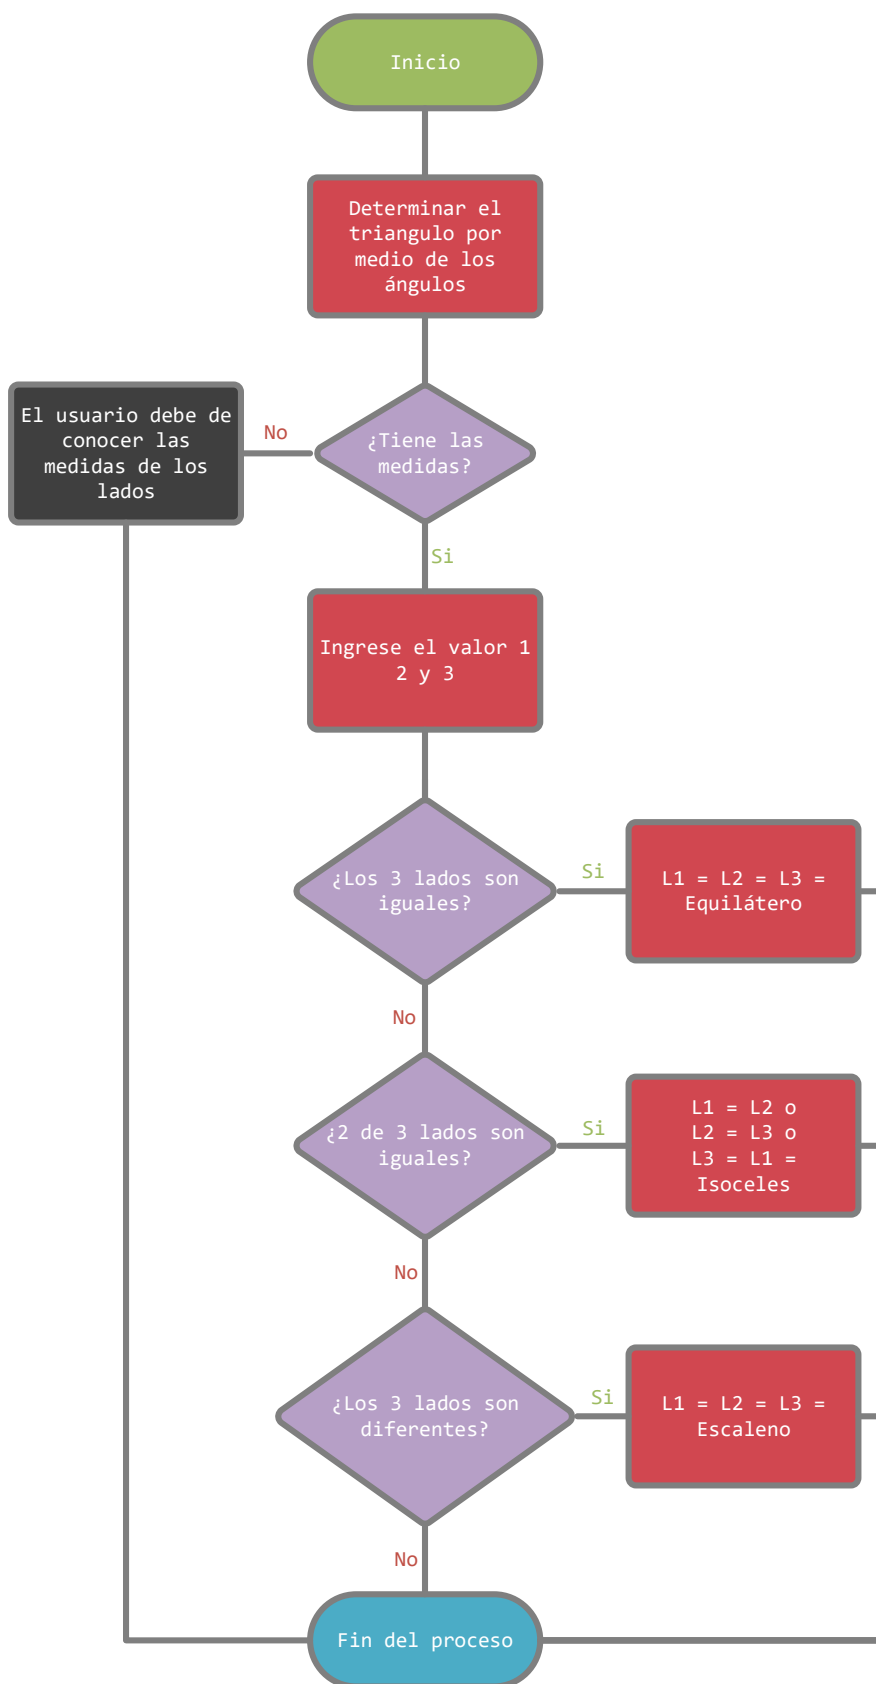 Inicio
Determinar el
triangulo por
medio de los
ángulos
El usuario debe de
conocer las
medidas de los
lados
No
¿Tiene las
medidas?
Si
Ingrese el valor 1
2 y 3
¿Los 3 lados son
iguales?
Si
L1 = L2 = L3 =
Equilátero
No
¿2 de 3 lados son
iguales?
Si
L1 = L2 o
L2 = L3 o
L3 = L1 =
Isoceles
No
¿Los 3 lados son
diferentes?
Si
L1 = L2 = L3 =
Escaleno
No
Fin del proceso